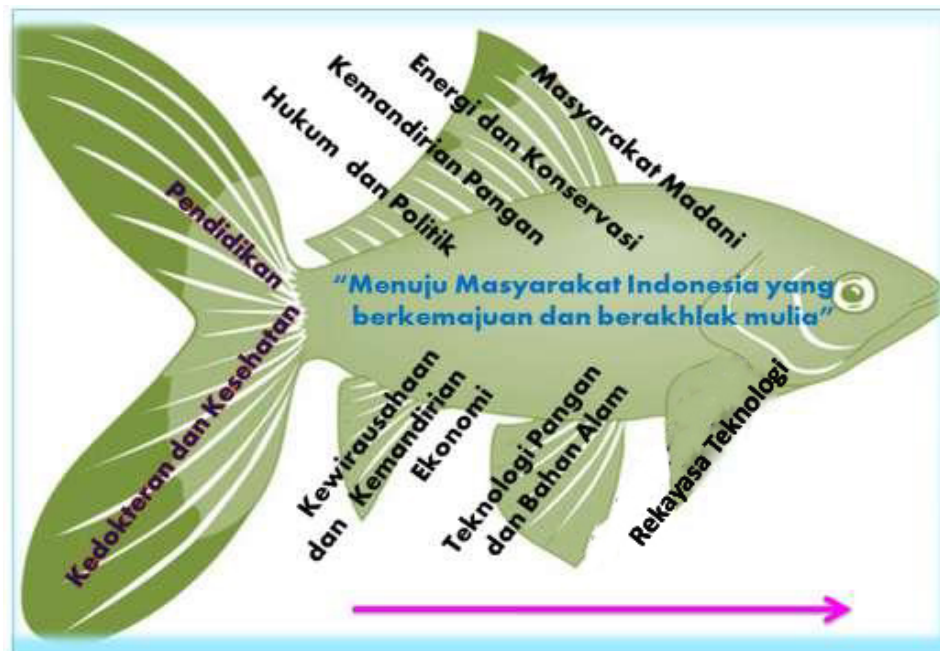 Pendidikan
Kedokteran dan Kesehatan
Hukum dan Politik
Kemandirian Pangan
Energi dan Konservasi
Masyarakat Madani
“Menuju Masyarakat Indonesia yang
berkemajuan dan berakhlak mulia”
Kewirausahaan
dan Kemandirian
Ekonomi
Teknologi Pangan
dan Bahan Alam
Rekayasa Teknologi